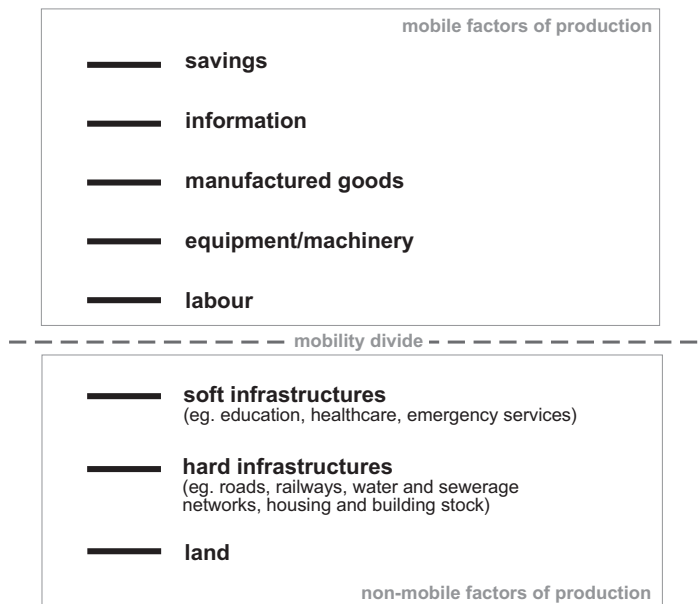 mobile factors of production
savings
information
manufactured goods
equipment/machinery
labour
mobility divide
soft infrastructures
(eg. education, healthcare, emergency services)
hard infrastructures
(eg. roads, railways, water and sewerage
networks, housing and building stock)
land
non-mobile factors of production